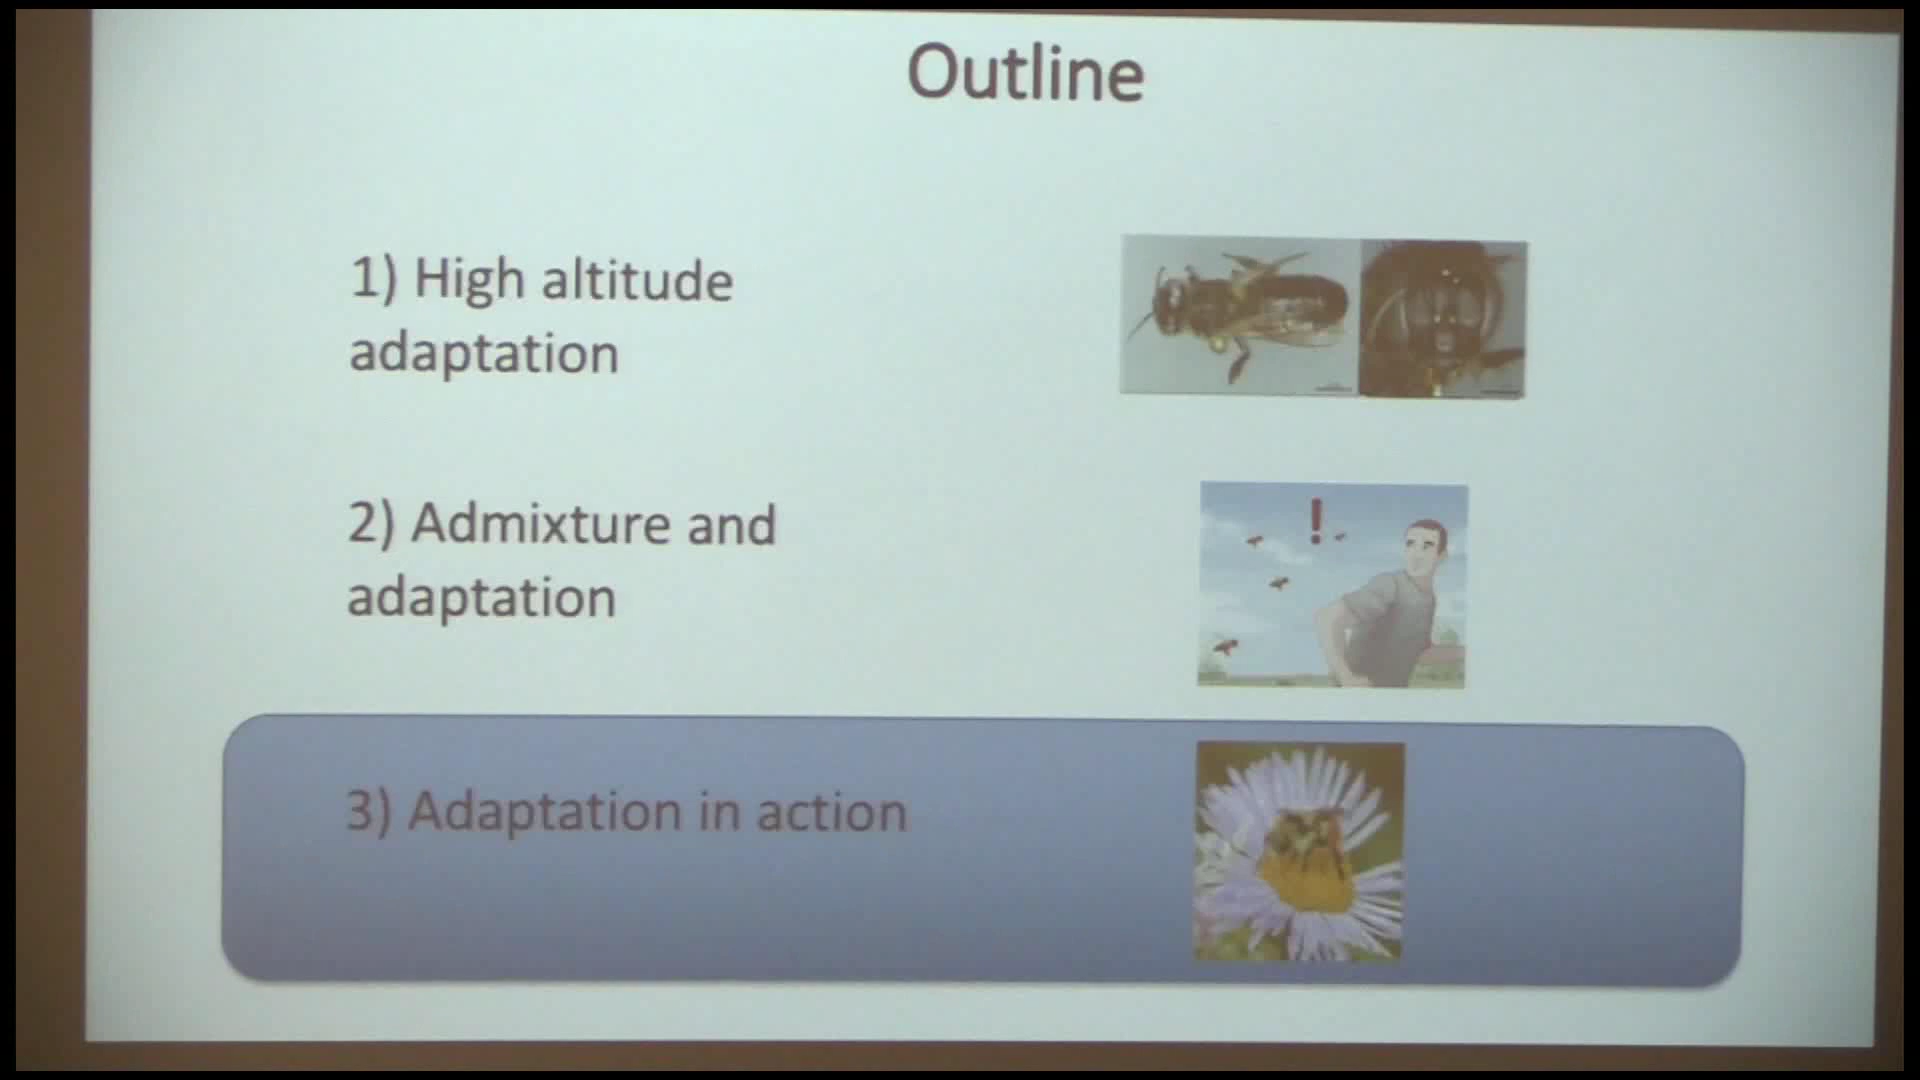 Outline
1) High altitude
adaptation
2) Admixture and
adaptation
!
3) Adaptation in action